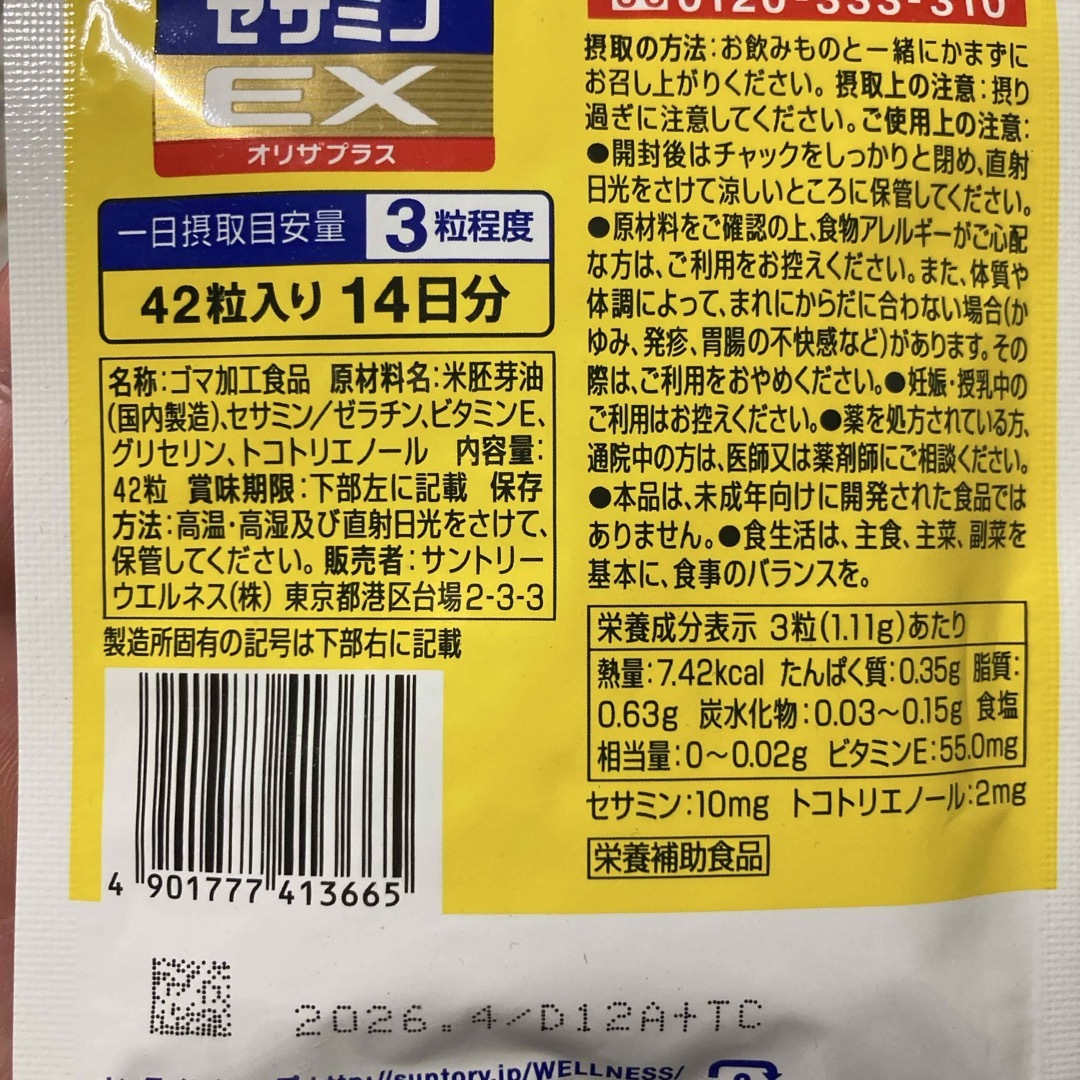 セサミン
EX
オリザプラス
一日摂取目安量 3粒程度
42粒入り 14日分
名称:ゴマ加工食品 原材料名:米胚芽油
(国内製造)、セサミン/ゼラチン、ビタミンE、
グリセリン、トコトリエノール 内容量:
42粒 賞味期限:下部左に記載 保存
方法:高温・高湿及び直射日光をさけて、
保管してください。販売者:サントリー
ウエルネス(株) 東京都港区台場2-3-3
製造所固有の記号は下部右に記載
4 901777 413665
0120-333-310
摂取の方法:お飲みものと一緒にかまずに
お召し上がりください。摂取上の注意:摂り
過ぎに注意してください。ご使用上の注意:
●開封後はチャックをしっかりと閉め、直射
日光をさけて涼しいところに保管してください。
●原材料をご確認の上、食物アレルギーがご心配
な方は、ご利用をお控えください。また、体質や
体調によって、まれにからだに合わない場合(か
ゆみ、発疹、胃腸の不快感など)があります。その
際は、ご利用をおやめください。●妊娠・授乳中の
ご利用はお控えください。●薬を処方されている方、
通院中の方は、医師又は薬剤師にご相談ください。
●本品は、未成年向けに開発された食品では
ありません。●食生活は、主食、主菜、副菜を
基本に、食事のバランスを。
栄養成分表示 3粒(1.11g)あたり
熱量:7.42kcal たんぱく質:0.35g 脂質:
0.63g 炭水化物:0.03～0.15g 食塩
相当量:0～0.02g ビタミンE:55.0mg
セサミン:10mg トコトリエノール:2mg
栄養補助食品
2026.4/D12A+TC
http://suntory.jp/WELLNESS/